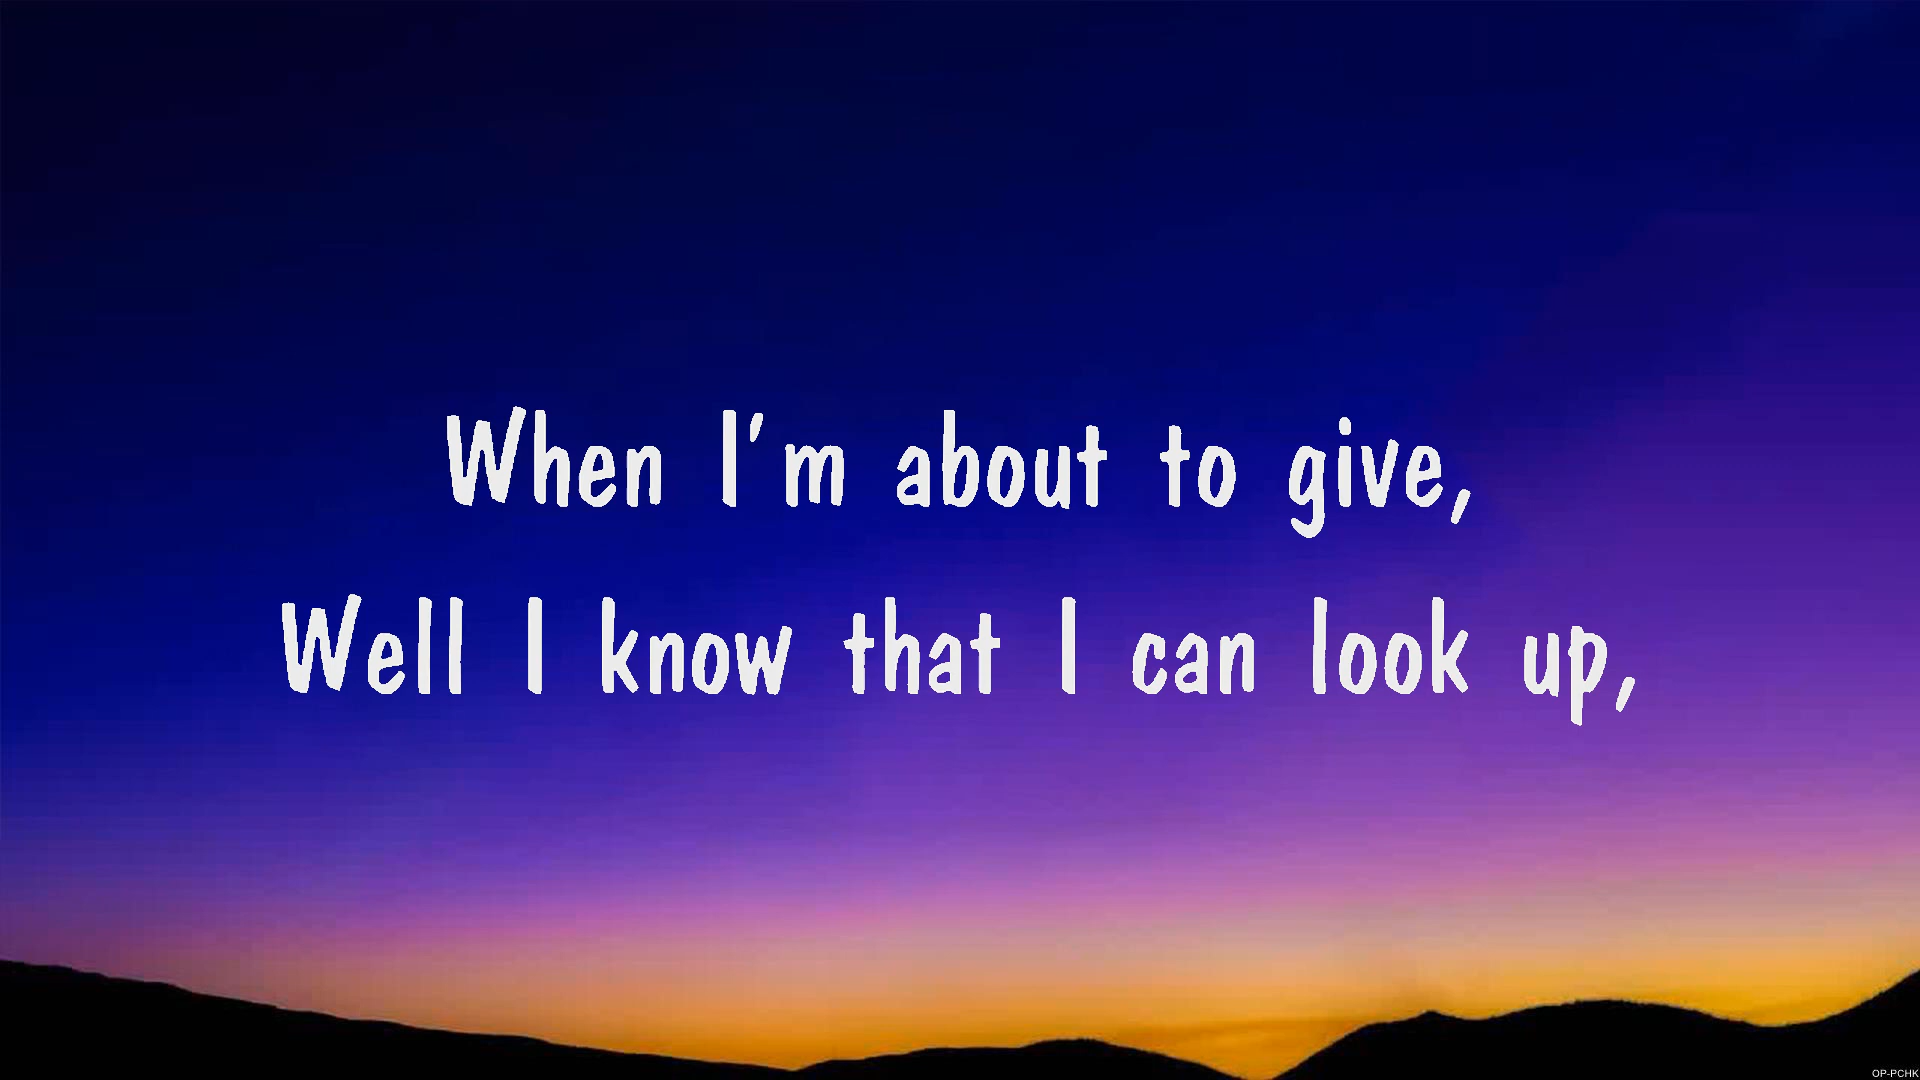 When I'm about to give,
Well I know that I can look up,
OP-PCHK